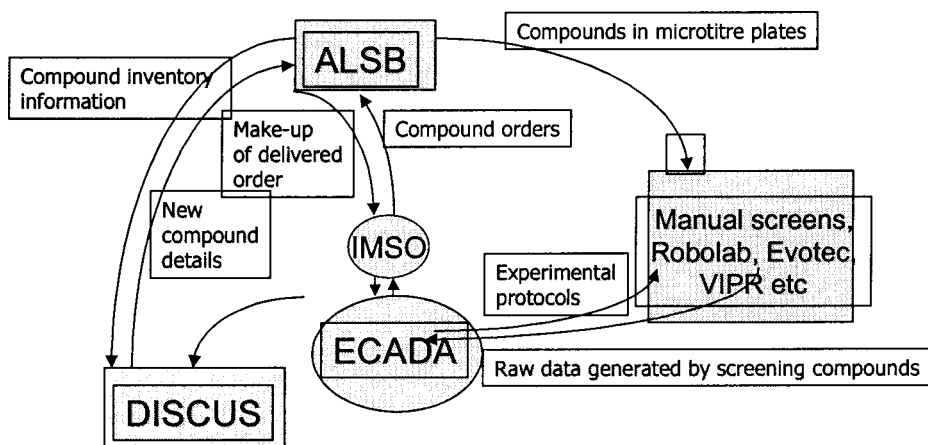 Compounds in microtitre plates
ALSB
Compound inventory
information
Make-up
of delivered
order
Compound orders
New
compound
details
IMSO
Manual screens,
Robolab, Evotec,
VIPR etc
Experimental
protocols
ECADA
Raw data generated by screening compounds
DISCUS